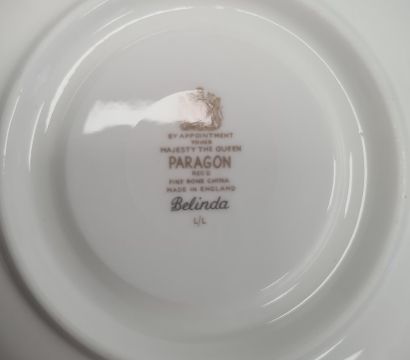 BY APPOINTMENT
TO HER
MAJESTY THE QUEEN
PARAGON
REG'D
FINE BONE CHINA
MADE IN ENGLAND
Belinda
L/L